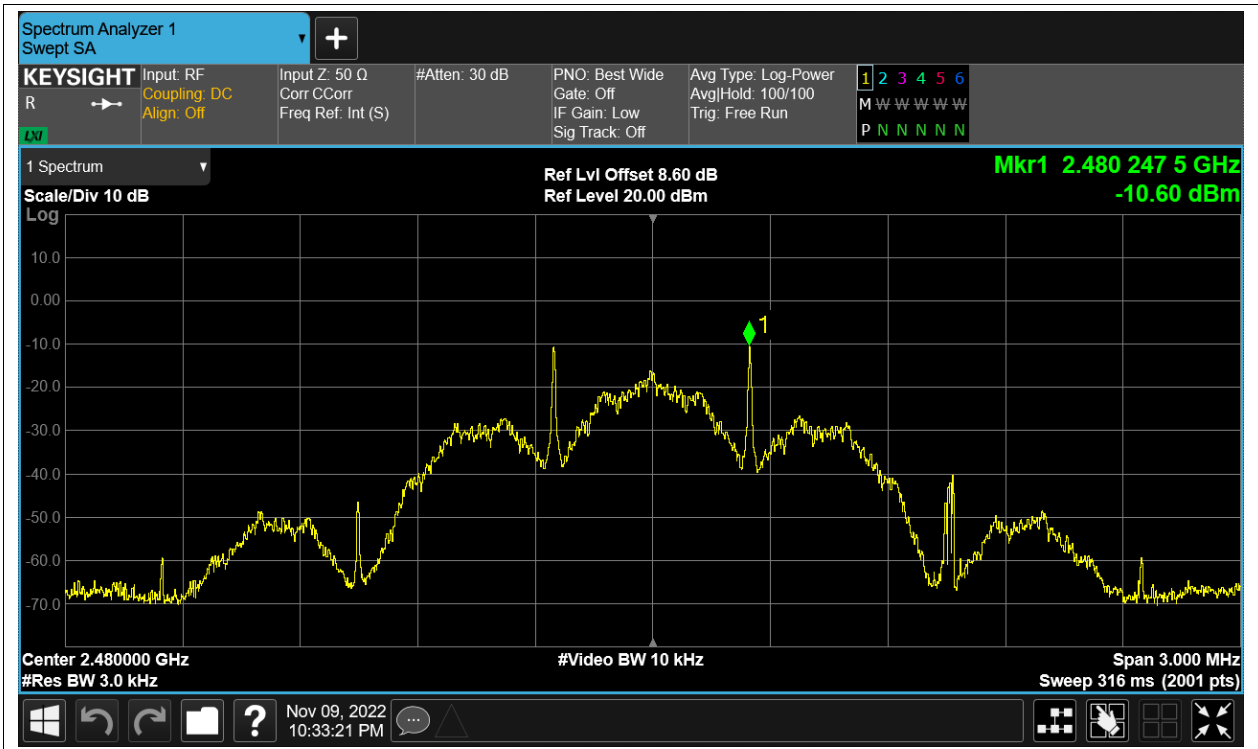 Spectrum Analyzer 1
Swept SA
KEYSIGHT
R
LXI
Input: RF
Coupling: DC
Align: Off
Input Z: 50 Ω
Corr CCorr
Freq Ref: Int (S)
#Atten: 30 dB
PNO: Best Wide
Gate: Off
IF Gain: Low
Sig Track: Off
Avg Type: Log-Power
Avg|Hold: 100/100
Trig: Free Run
1 2 3 4 5 6
M W W W W W
P N N N N N
1 Spectrum
Scale/Div 10 dB
Log
Ref Lvl Offset 8.60 dB
Ref Level 20.00 dBm
Mkr1 2.480 247 5 GHz
-10.60 dBm
10.0
0.00
1
-10.0
-20.0
-30.0
-40.0
-50.0
-60.0
-70.0
Center 2.480000 GHz
#Video BW 10 kHz
Span 3.000 MHz
#Res BW 3.0 kHz
Sweep 316 ms (2001 pts)
?
Nov 09, 2022
10:33:21 PM